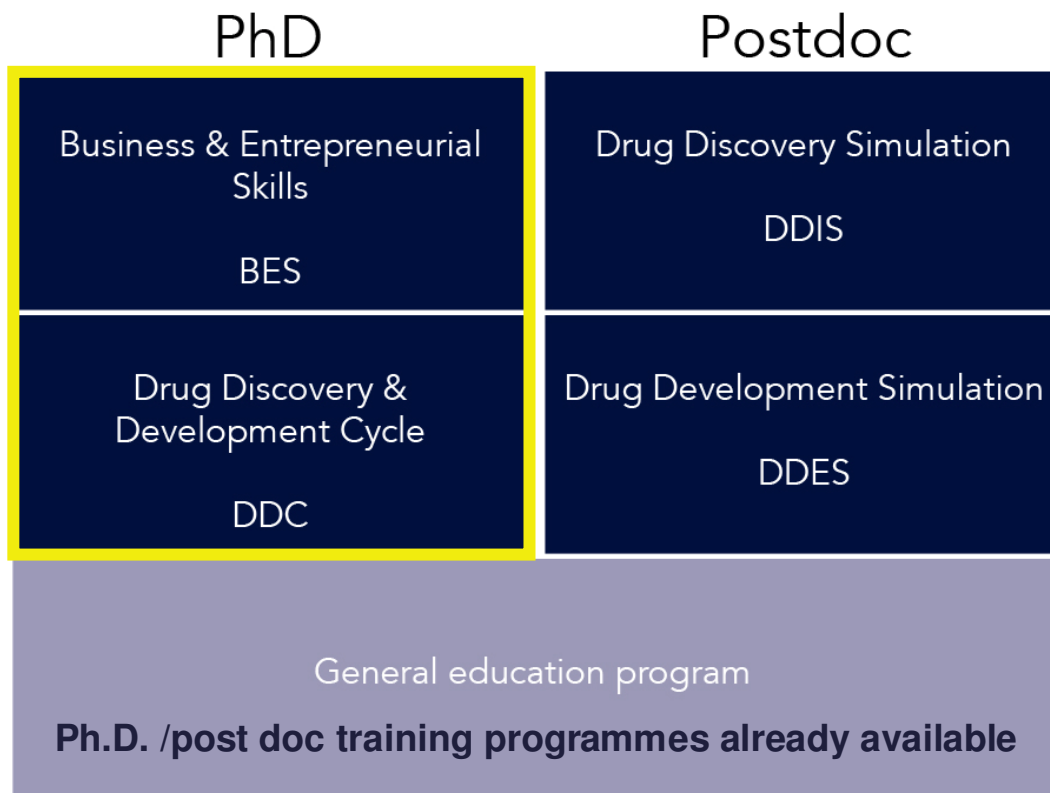 PhD
Business & Entrepreneurial
Skills
BES
Drug Discovery &
Development Cycle
DDC
Postdoc
Drug Discovery Simulation
DDIS
Drug Development Simulation
DDES
General education program
Ph.D. /post doc training programmes already available